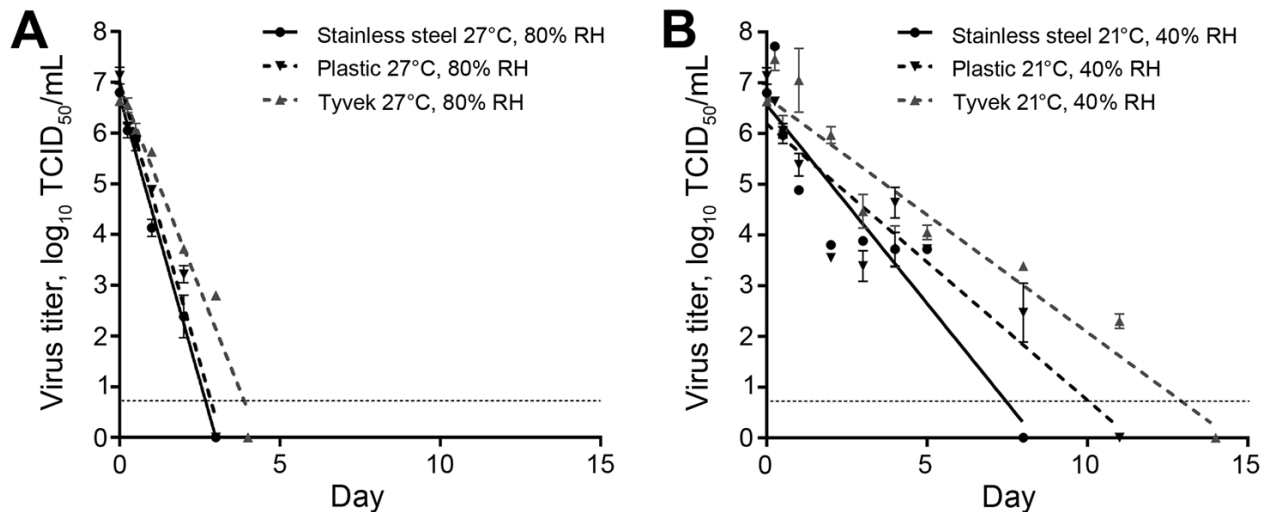 A
Virus titer, log10 TCID50/mL
8
7
6
5
4
3
2
1
0
0 5 10 15
Day
Stainless steel 27°C, 80% RH
Plastic 27°C, 80% RH
Tyvek 27°C, 80% RH
B
Virus titer, log10 TCID50/mL
8
7
6
5
4
3
2
1
0
0 5 10 15
Day
Stainless steel 21°C, 40% RH
Plastic 21°C, 40% RH
Tyvek 21°C, 40% RH